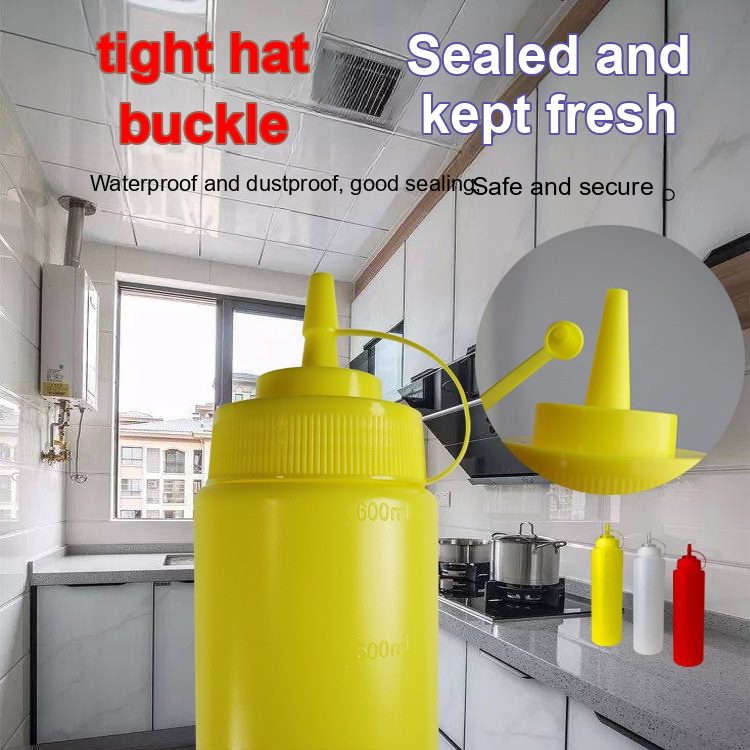 tight hat
buckle
Sealed and
kept fresh
Waterproof and dustproof, good sealing,
Safe and secure 。
600ml
500ml